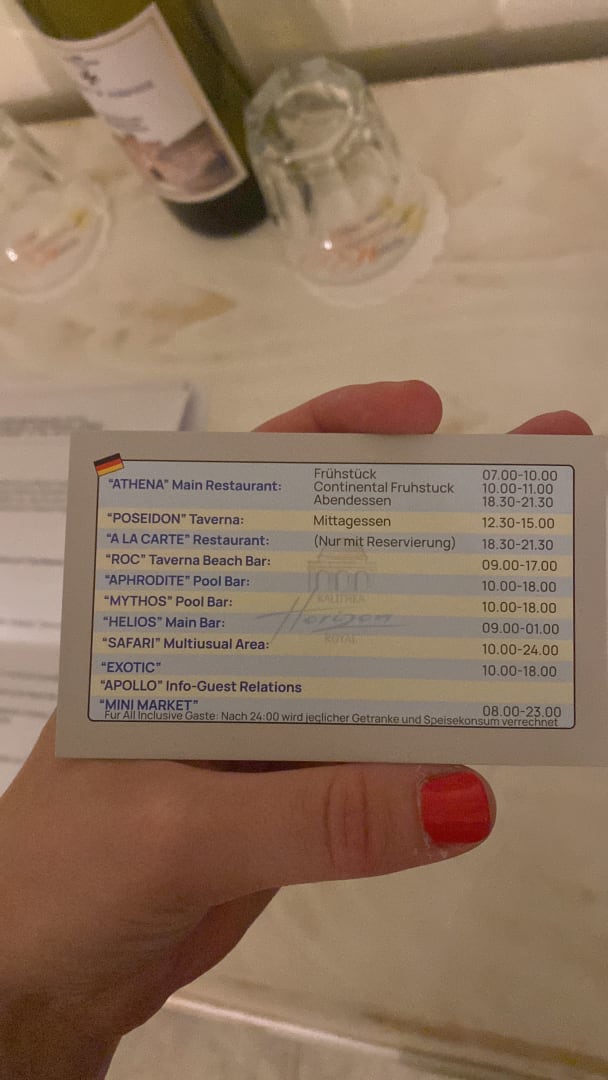 "ATHENA" Main Restaurant: Frühstück 07.00-10.00
Continental Fruhstuck 10.00-11.00
Abendessen 18.30-21.30
"POSEIDON" Taverna: Mittagessen 12.30-15.00
"A LA CARTE" Restaurant: (Nur mit Reservierung) 18.30-21.30
"ROC" Taverna Beach Bar: 09.00-17.00
"APHRODITE" Pool Bar: 10.00-18.00
"MYTHOS" Pool Bar: 10.00-18.00
"HELIOS" Main Bar: 09.00-01.00
"SAFARI" Multiusual Area: 10.00-24.00
"EXOTIC" 10.00-18.00
"APOLLO" Info-Guest Relations
"MINI MARKET" 08.00-23.00
Fur All Inclusive Gaste: Nach 24:00 wird jeglicher Getranke und Speisekonsum verrechnet
KALITHEA
Horizon
ROYAL